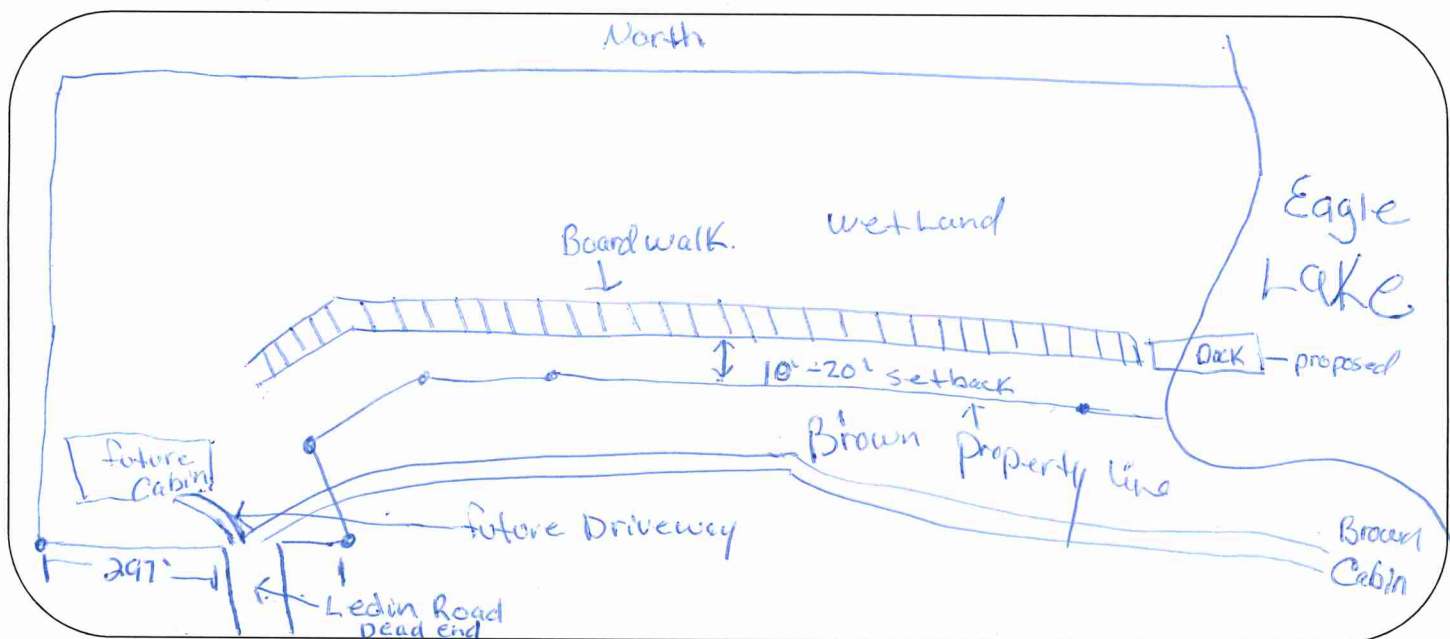 North
Eagle
Lake
WetLand
Boardwalk.
Dock — proposed
10'-20' setback
Brown Property Line
future
Cabin
future Driveway
Brown
Cabin
297'
Ledin Road
Dead end